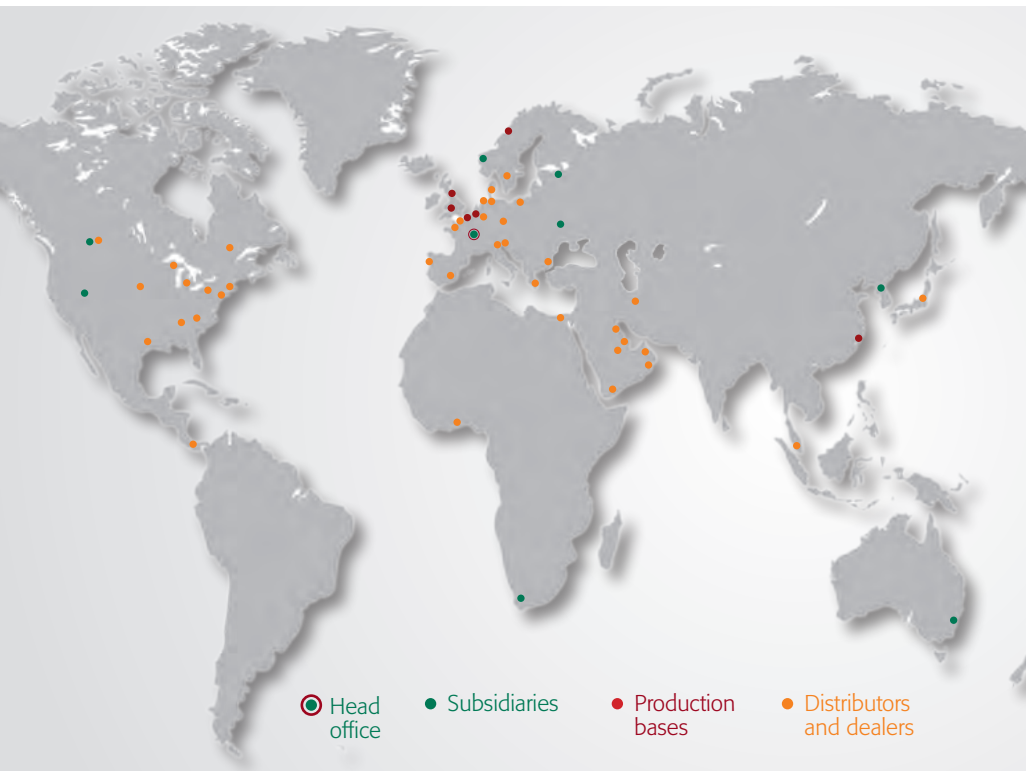 Head
office
Subsidiaries
Production
bases
Distributors
and dealers